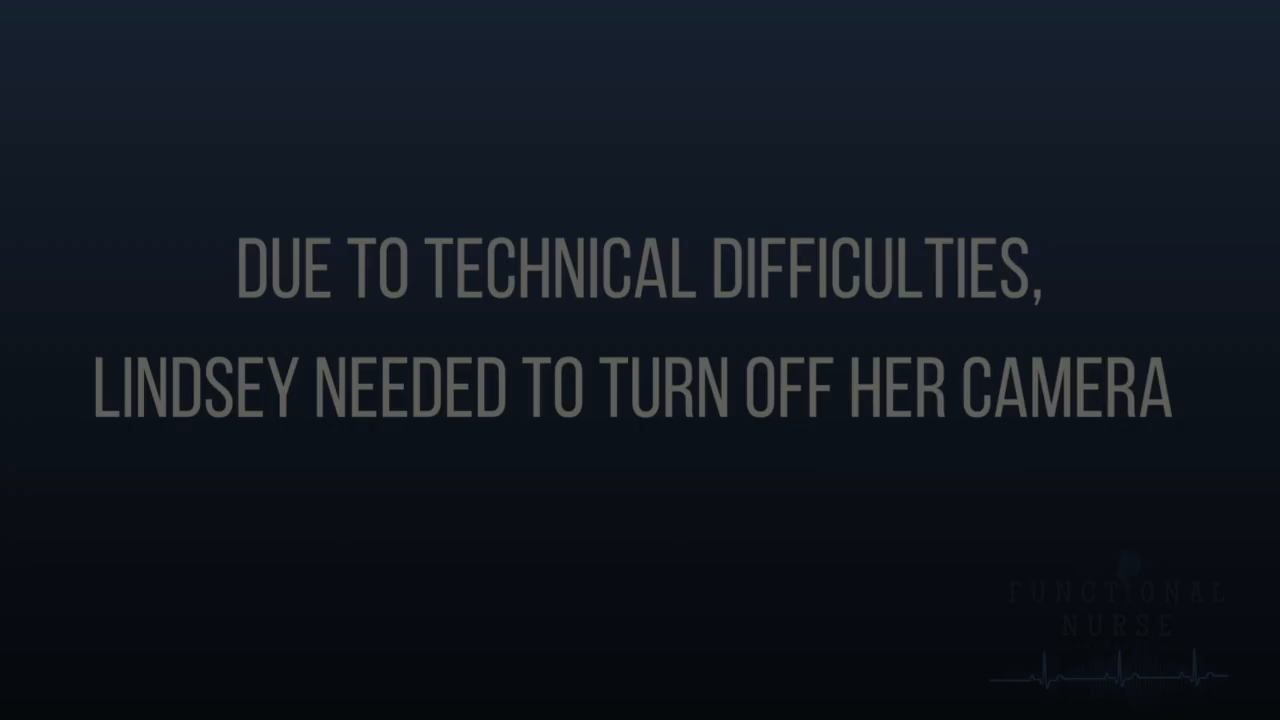 DUE TO TECHNICAL DIFFICULTIES,
LINDSEY NEEDED TO TURN OFF HER CAMERA
FUNCTIONAL
NURSE